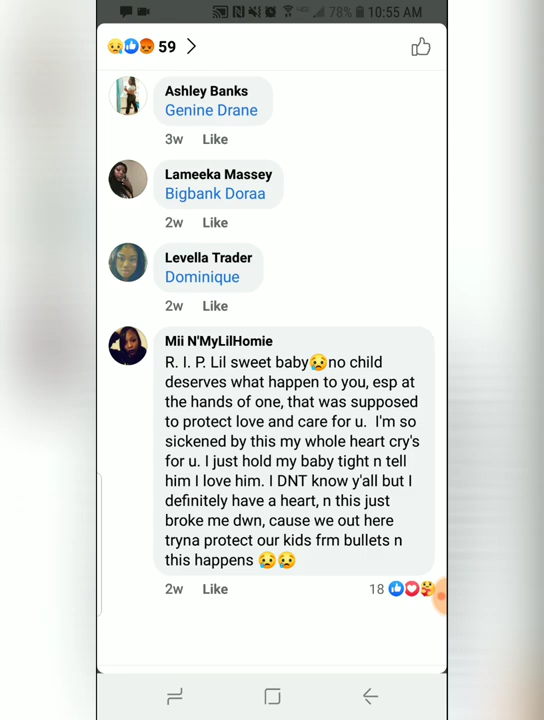 78% 10:55 AM
59
Ashley Banks
Genine Drane
3w Like
Lameeka Massey
Bigbank Doraa
2w Like
Levella Trader
Dominique
2w Like
Mii N'MyLilHomie
R. I. P. Lil sweet baby😥no child
deserves what happen to you, esp at
the hands of one, that was supposed
to protect love and care for u. I'm so
sickened by this my whole heart cry's
for u. I just hold my baby tight n tell
him I love him. I DNT know y'all but I
definitely have a heart, n this just
broke me dwn, cause we out here
tryna protect our kids frm bullets n
this happens 😥😥
2w Like 18